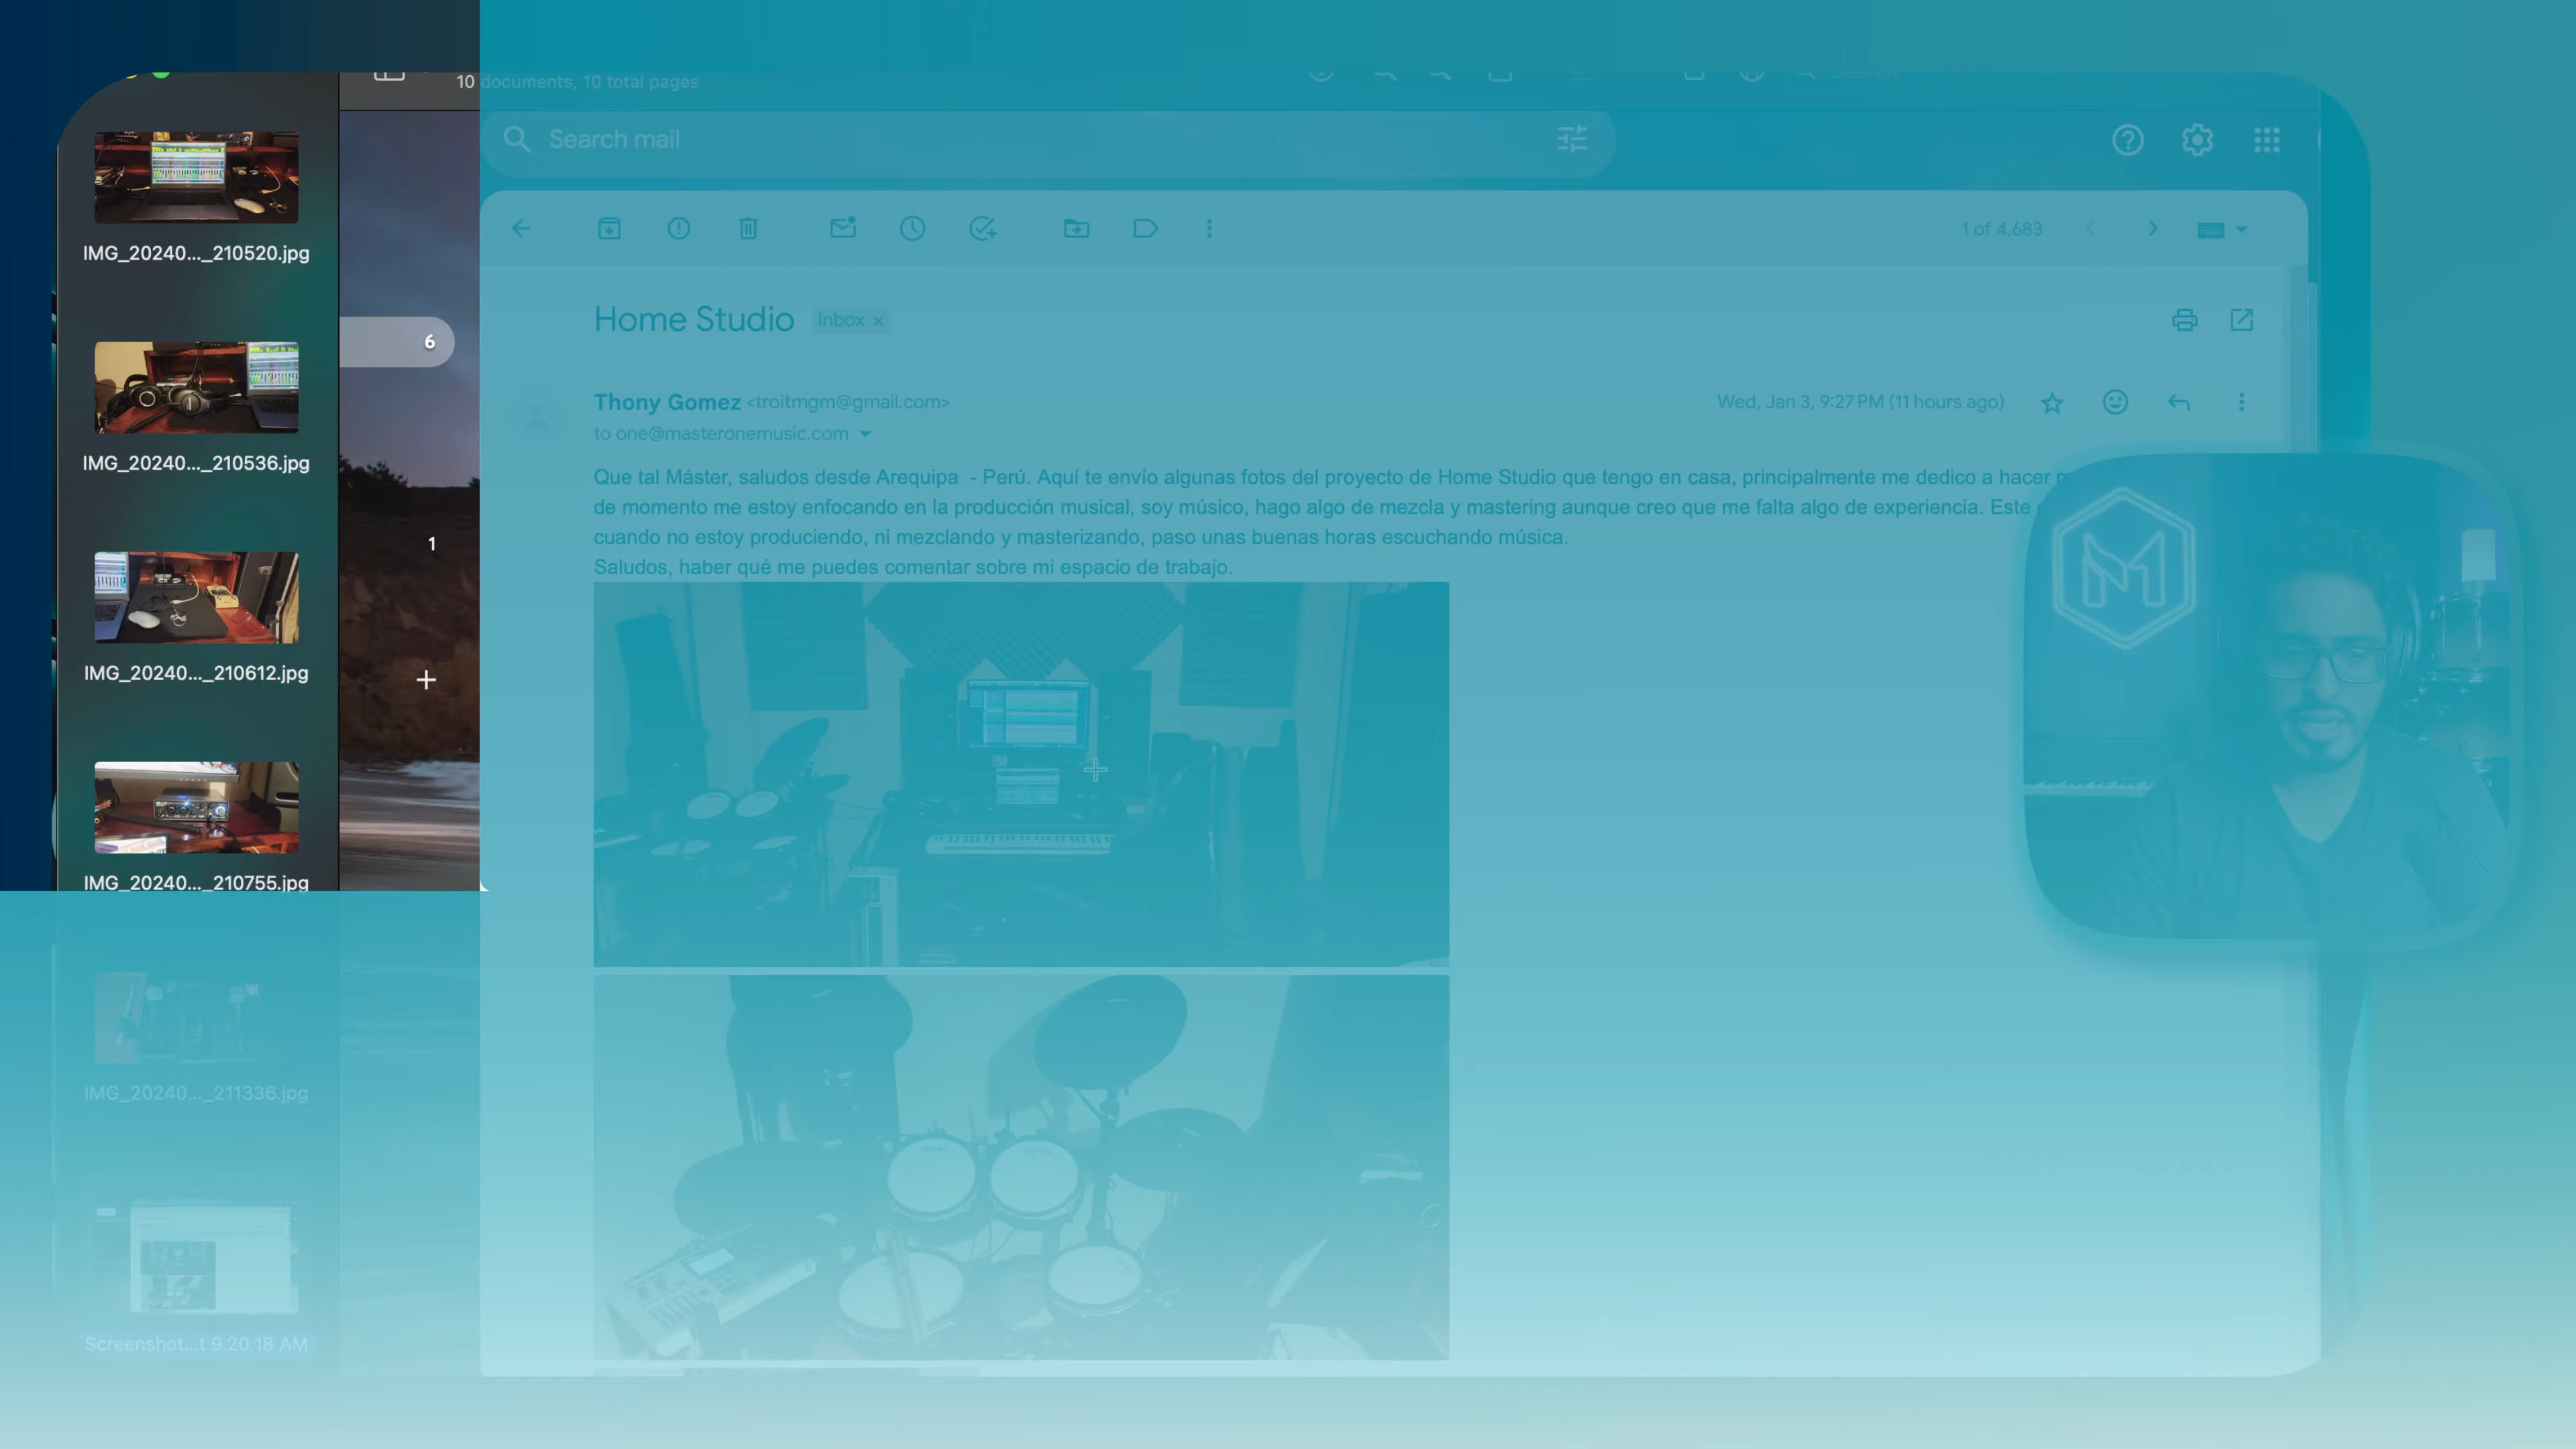 10 documents, 10 total pages
Search
IMG_20240..._210520.jpg
IMG_20240..._210536.jpg
IMG_20240..._210612.jpg
IMG_20240..._210755.jpg
IMG_20240..._211336.jpg
Screenshot...t 9.20.18 AM
6
1
+
Search mail
1 of 4,683
Home Studio Inbox x
Thony Gomez <troitmgm@gmail.com>
Wed, Jan 3, 9:27 PM (11 hours ago)
to one@masteronemusic.com
Que tal Máster, saludos desde Arequipa - Perú. Aquí te envío algunas fotos del proyecto de Home Studio que tengo en casa, principalmente me dedico a hacer
de momento me estoy enfocando en la producción musical, soy músico, hago algo de mezcla y mastering aunque creo que me falta algo de experiencia. Este
cuando no estoy produciendo, ni mezclando y masterizando, paso unas buenas horas escuchando música.
Saludos, haber qué me puedes comentar sobre mi espacio de trabajo.
M